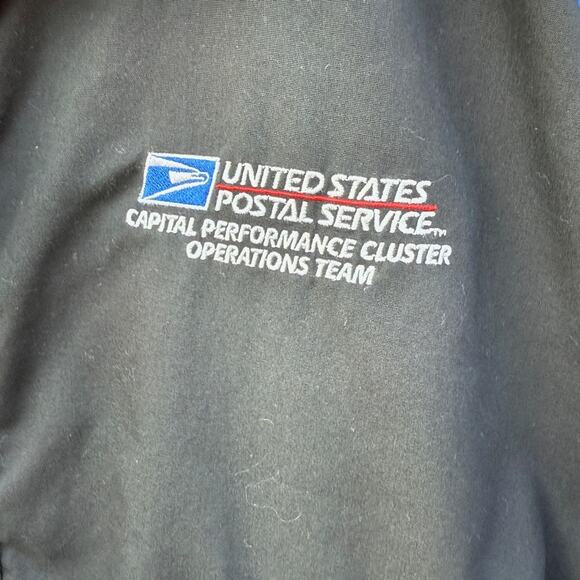 UNITED STATES
POSTAL SERVICE™
CAPITAL PERFORMANCE CLUSTER
OPERATIONS TEAM